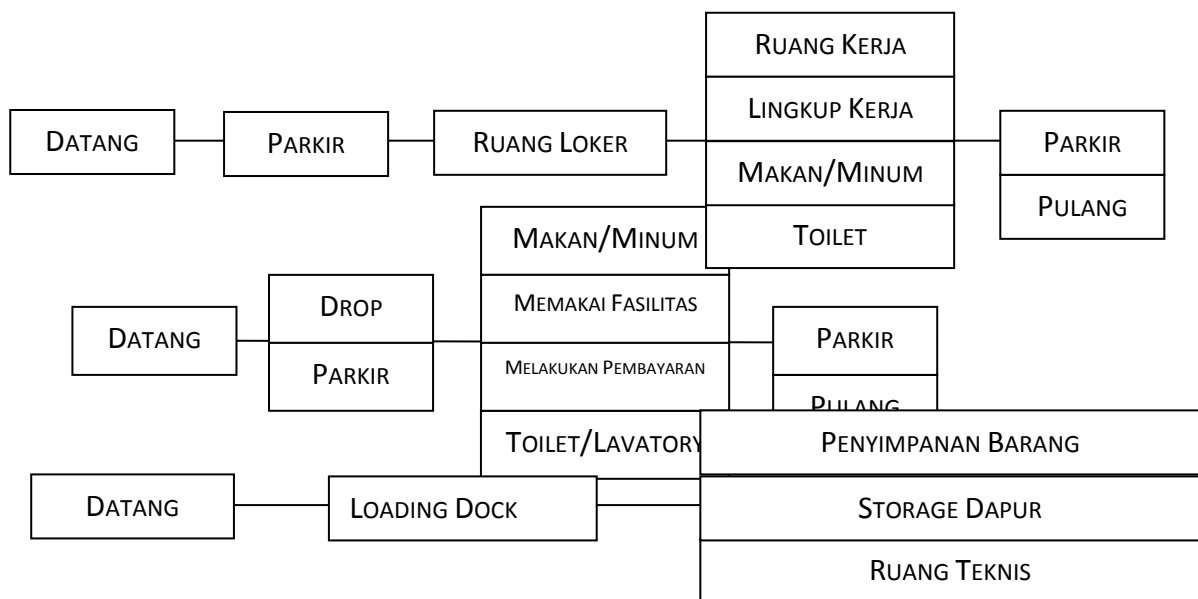 DATANG
PARKIR
RUANG LOKER
RUANG KERJA
LINGKUP KERJA
MAKAN/MINUM
TOILET
PARKIR
PULANG
DATANG
DROP
PARKIR
MAKAN/MINUM
MEMAKAI FASILITAS
MELAKUKAN PEMBAYARAN
TOILET/LAVATORY
PARKIR
PULANG
DATANG
LOADING DOCK
PENYIMPANAN BARANG
STORAGE DAPUR
RUANG TEKNIS